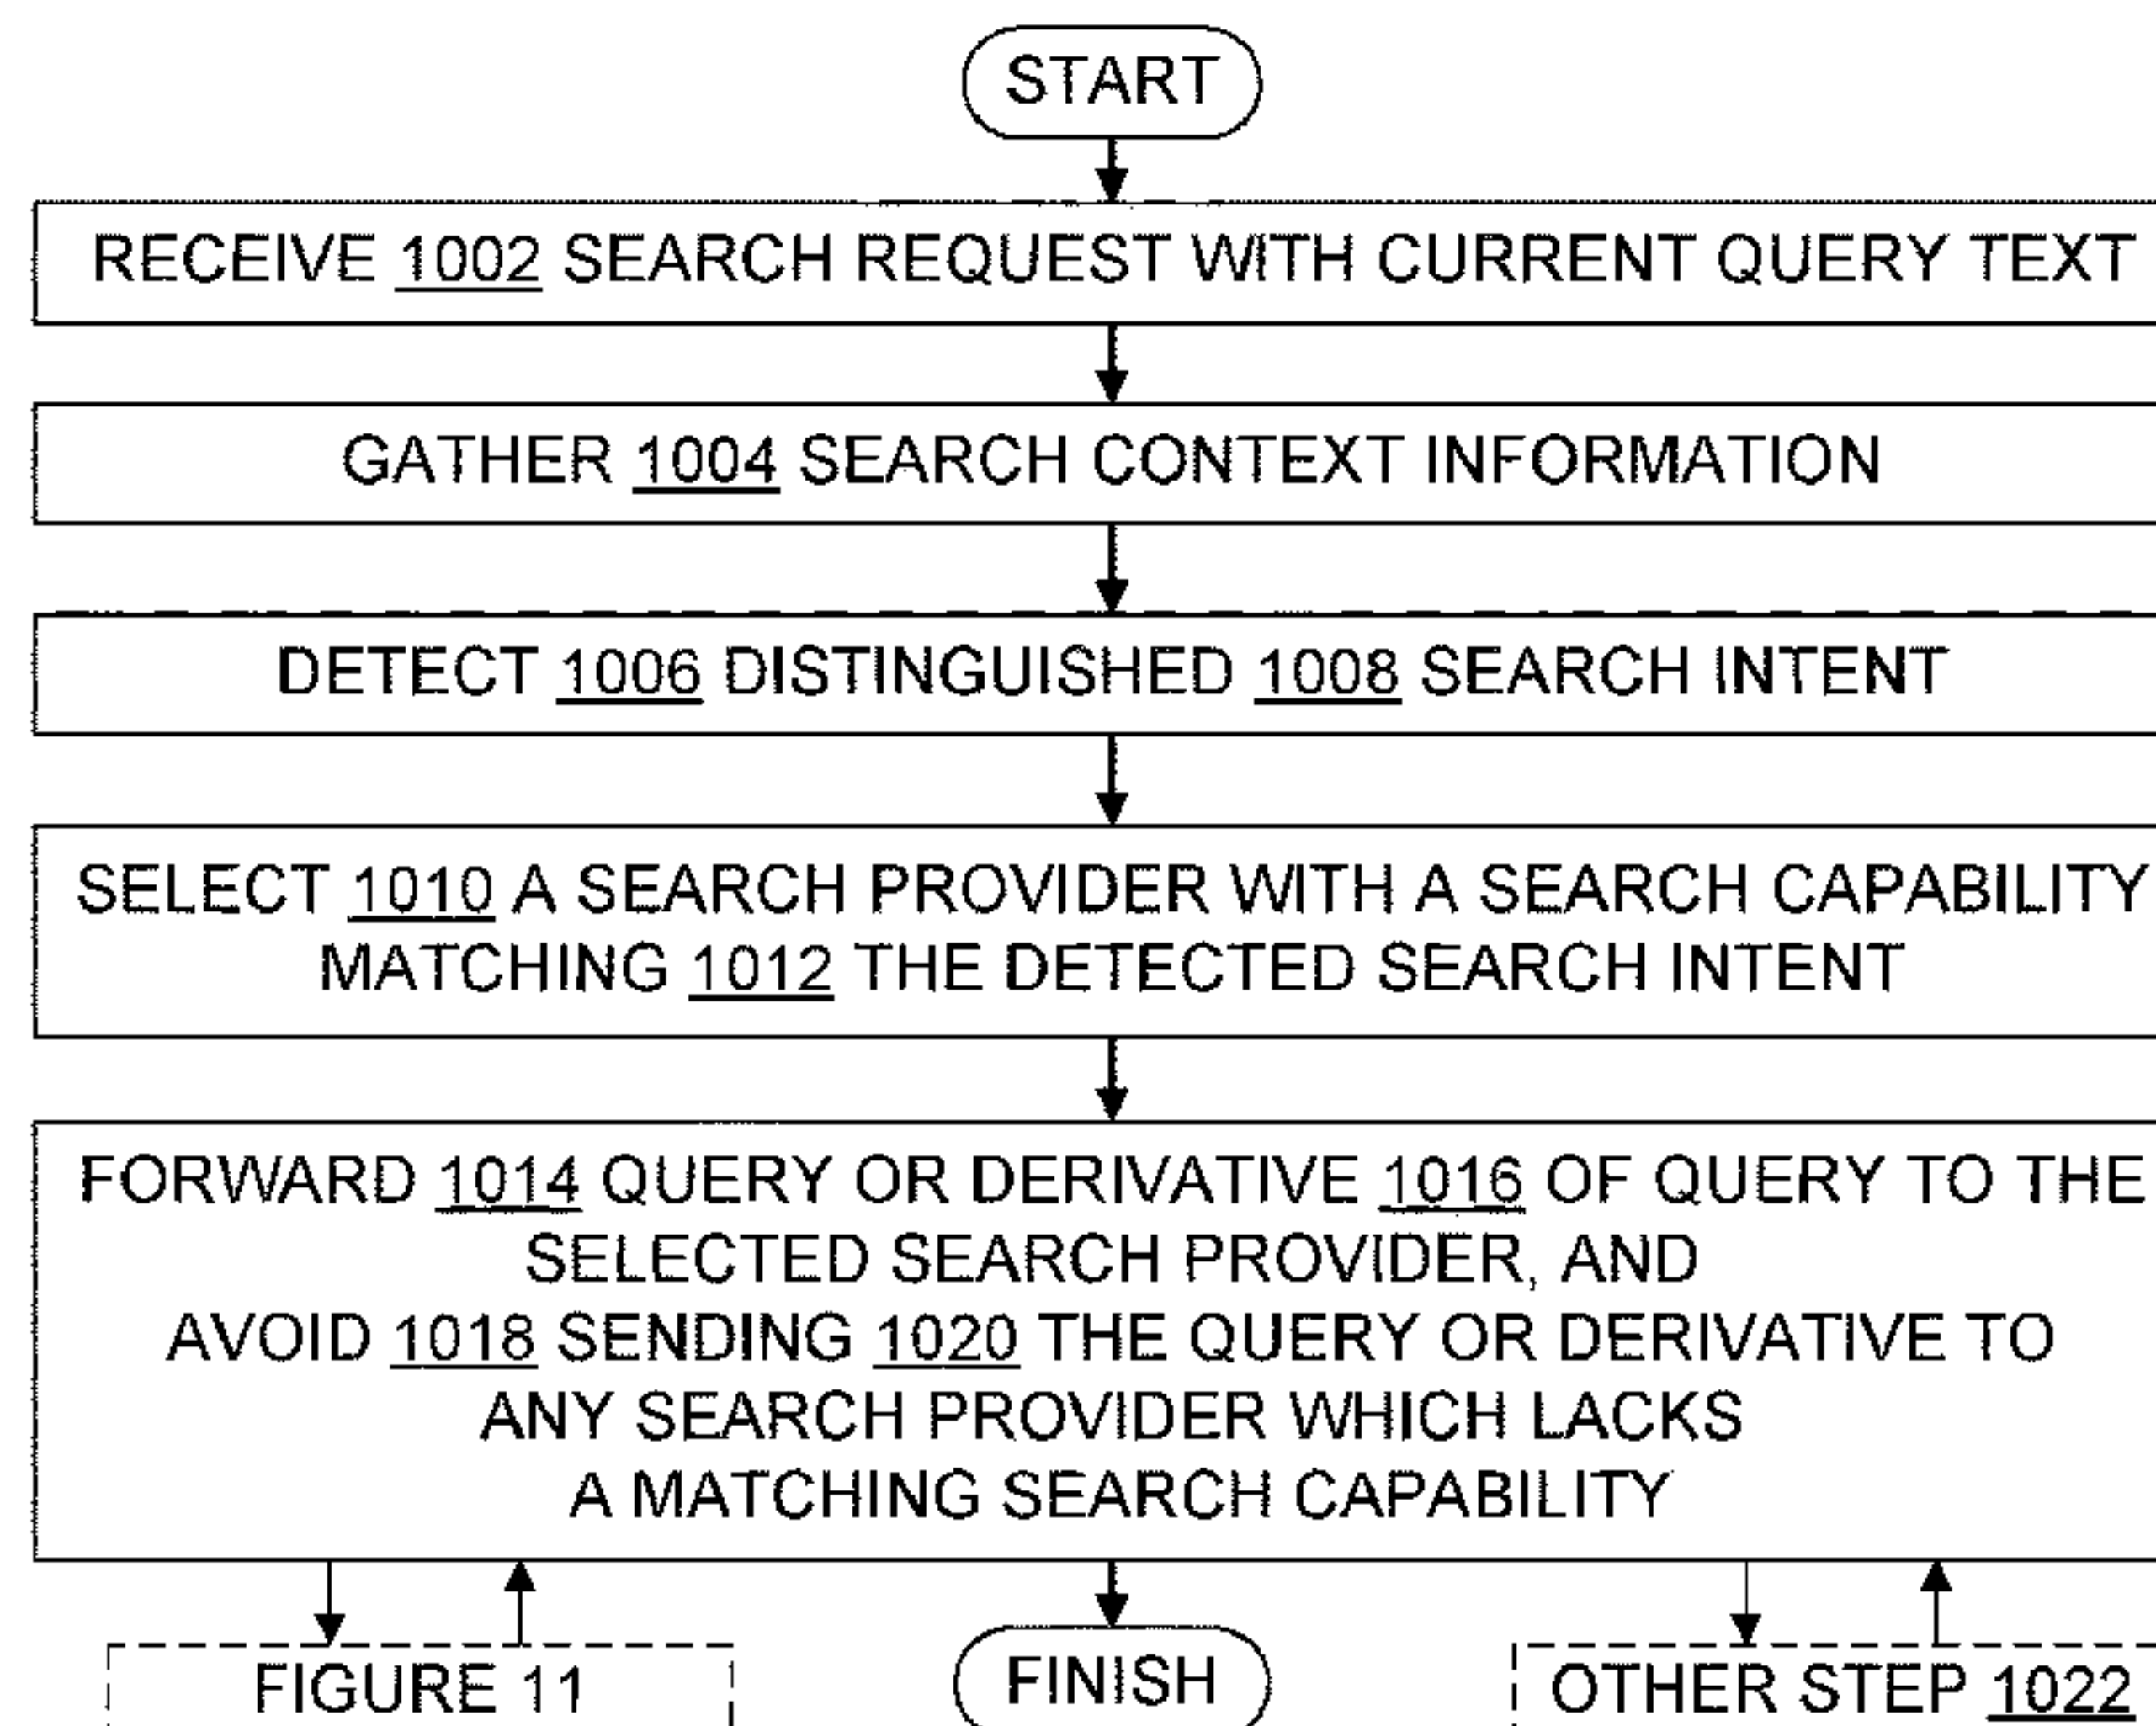 START
RECEIVE 1002 SEARCH REQUEST WITH CURRENT QUERY TEXT
GATHER 1004 SEARCH CONTEXT INFORMATION
DETECT 1006 DISTINGUISHED 1008 SEARCH INTENT
SELECT 1010 A SEARCH PROVIDER WITH A SEARCH CAPABILITY
MATCHING 1012 THE DETECTED SEARCH INTENT
FORWARD 1014 QUERY OR DERIVATIVE 1016 OF QUERY TO THE
SELECTED SEARCH PROVIDER, AND
AVOID 1018 SENDING 1020 THE QUERY OR DERIVATIVE TO
ANY SEARCH PROVIDER WHICH LACKS
A MATCHING SEARCH CAPABILITY
FIGURE 11
FINISH
OTHER STEP 1022